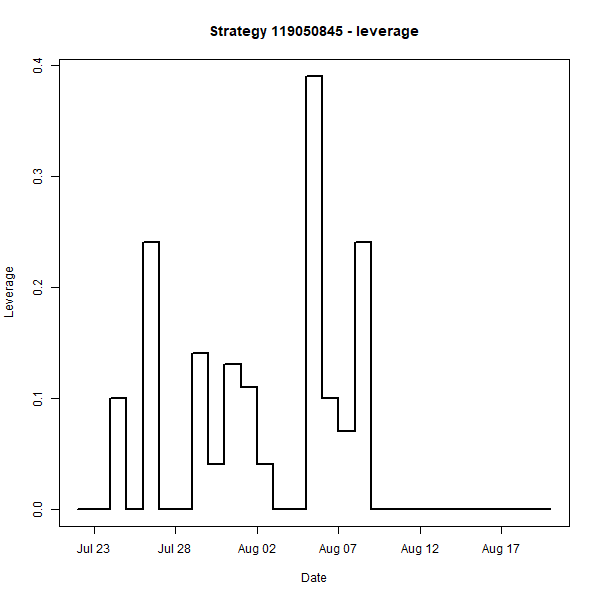 Strategy 119050845 - leverage
0.4
0.3
0.2
0.1
0.0
Leverage
Jul 23 Jul 28 Aug 02 Aug 07 Aug 12 Aug 17
Date